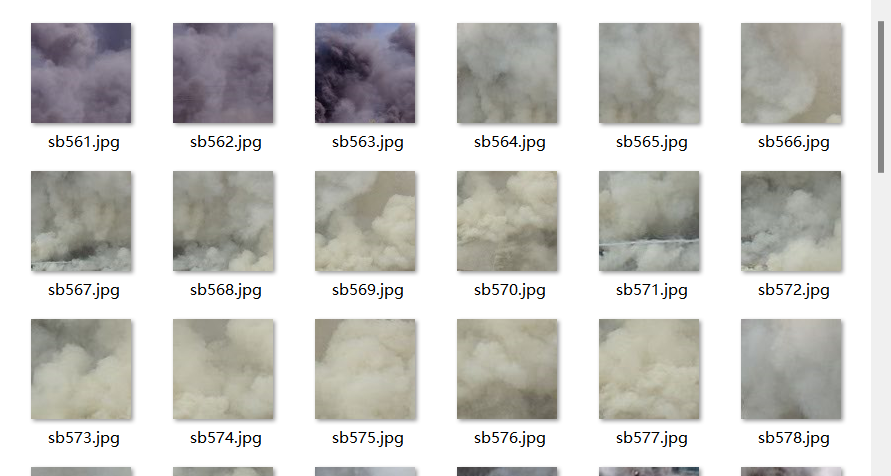 sb561.jpg sb562.jpg sb563.jpg sb564.jpg sb565.jpg sb566.jpg
sb567.jpg sb568.jpg sb569.jpg sb570.jpg sb571.jpg sb572.jpg
sb573.jpg sb574.jpg sb575.jpg sb576.jpg sb577.jpg sb578.jpg